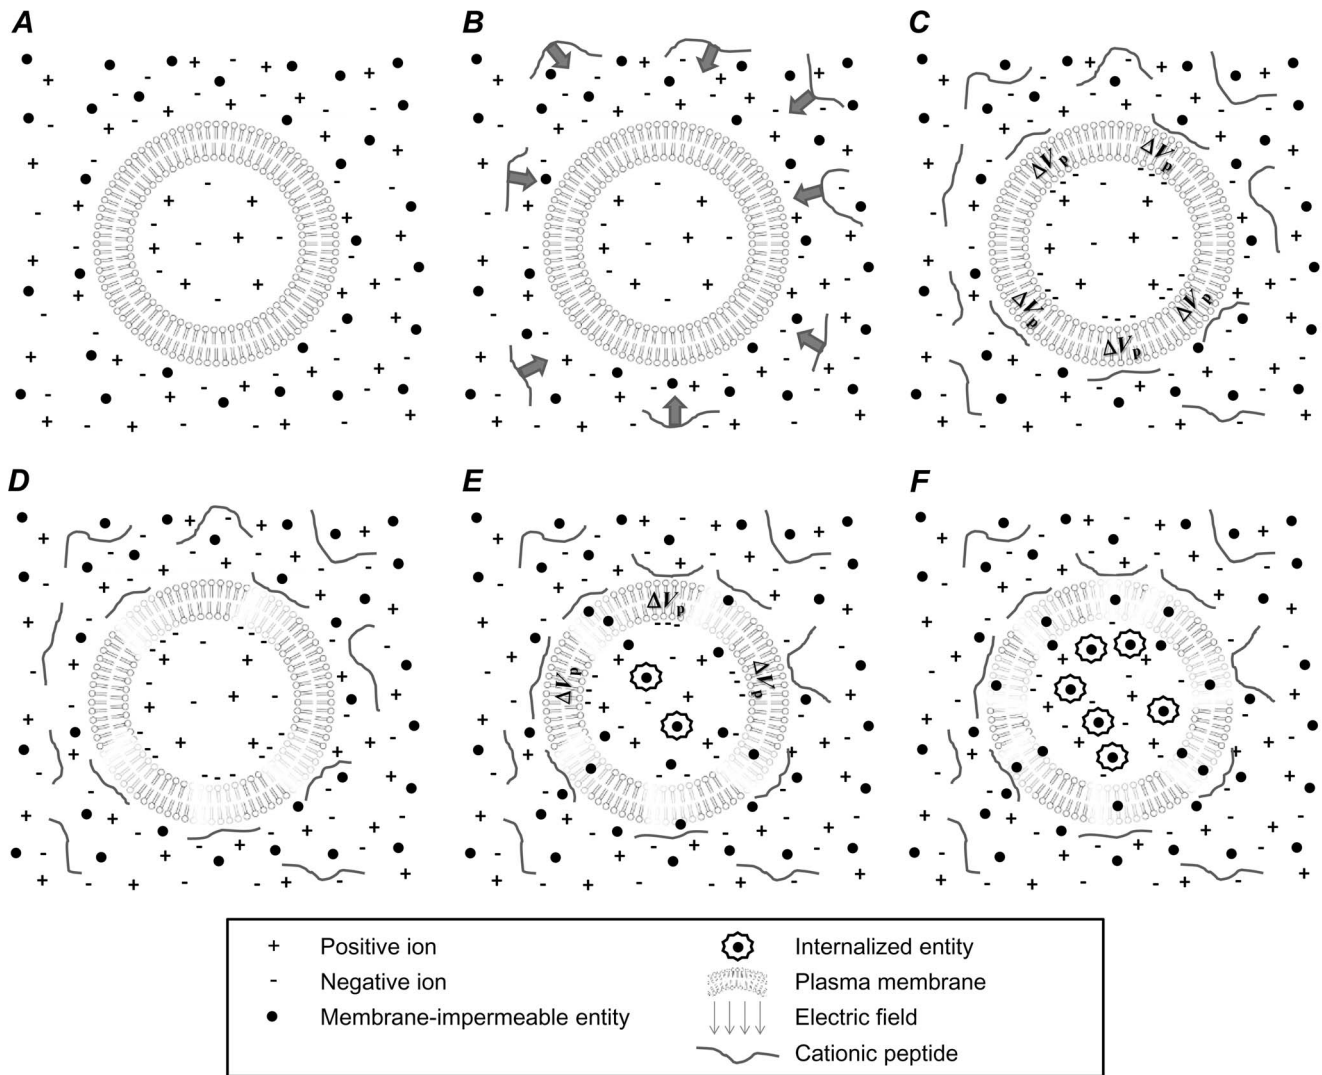 A
B
C
ΔVp
ΔVp
ΔVp
ΔVp
ΔVp
D
E
F
ΔVp
ΔVp
ΔVp
+ Positive ion
- Negative ion
Membrane-impermeable entity
Internalized entity
Plasma membrane
Electric field
Cationic peptide